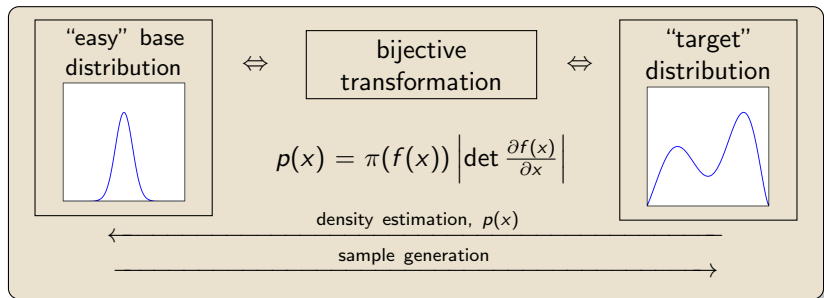 “easy” base
distribution
⇔
bijective
transformation
⇔
“target”
distribution
p(x) = π(f(x)) |det ∂f(x)/∂x|
density estimation, p(x)
sample generation